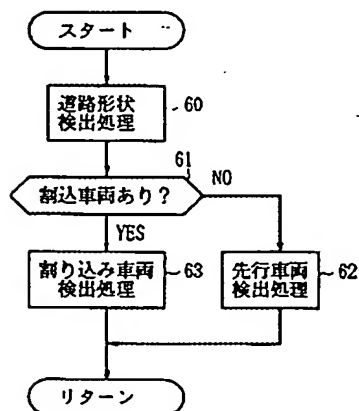 スタート
道路形状
検出処理
60
61
割込車両あり?
NO
YES
割り込み車両
検出処理
63
先行車両
検出処理
62
リターン